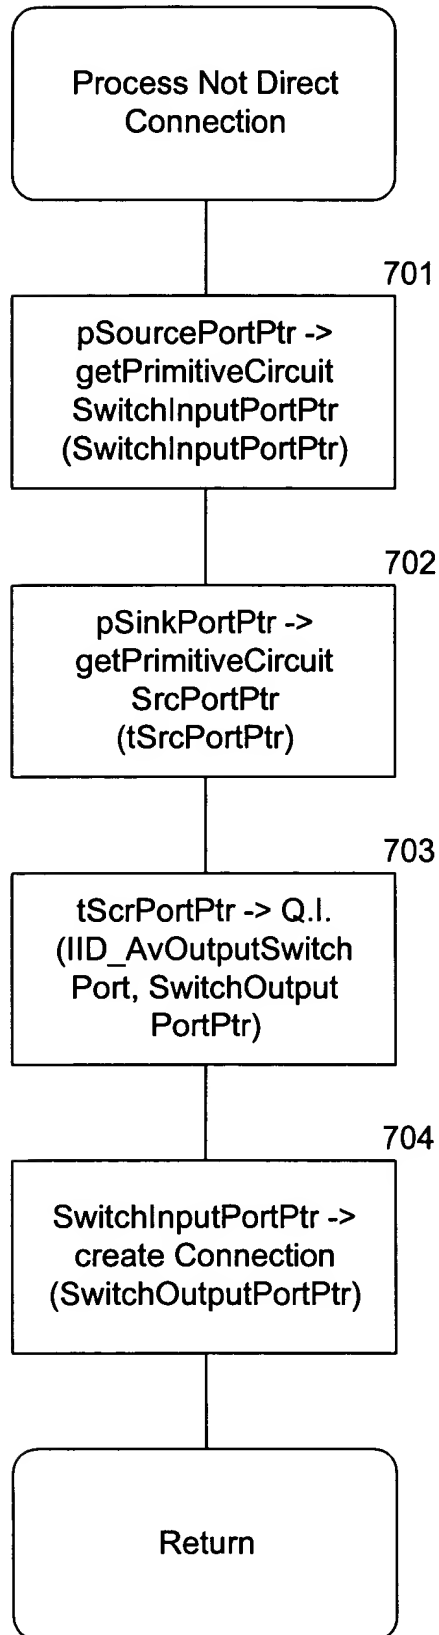 Process Not Direct
Connection
701
pSourcePortPtr ->
getPrimitiveCircuit
SwitchInputPortPtr
(SwitchInputPortPtr)
702
pSinkPortPtr ->
getPrimitiveCircuit
SrcPortPtr
(tSrcPortPtr)
703
tScrPortPtr -> Q.I.
(IID_AvOutputSwitch
Port, SwitchOutput
PortPtr)
704
SwitchInputPortPtr ->
create Connection
(SwitchOutputPortPtr)
Return